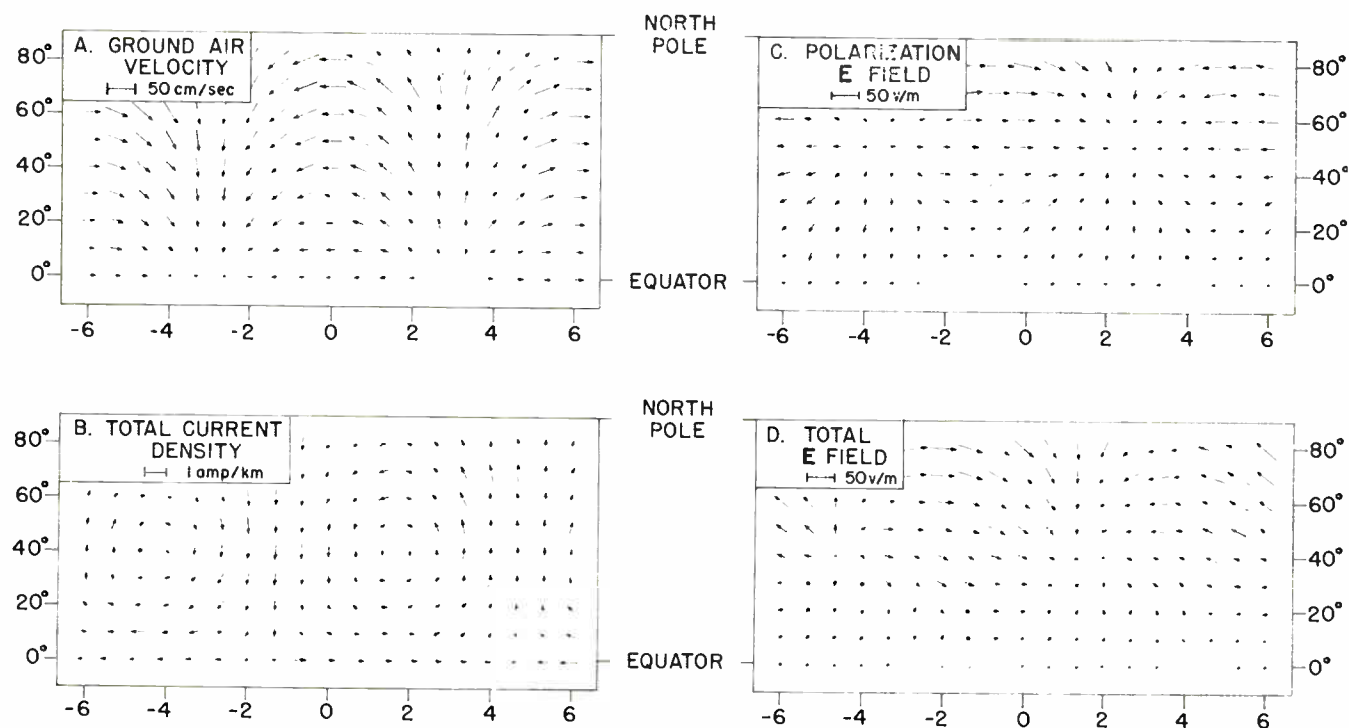 A. GROUND AIR
VELOCITY
50 cm/sec
80°
60°
40°
20°
0°
-6 -4 -2 0 2 4 6
NORTH
POLE
EQUATOR
C. POLARIZATION
E FIELD
50 v/m
80°
60°
40°
20°
0°
-6 -4 -2 0 2 4 6
B. TOTAL CURRENT
DENSITY
1 amp/km
80°
60°
40°
20°
0°
-6 -4 -2 0 2 4 6
NORTH
POLE
EQUATOR
D. TOTAL
E FIELD
50 v/m
80°
60°
40°
20°
0°
-6 -4 -2 0 2 4 6